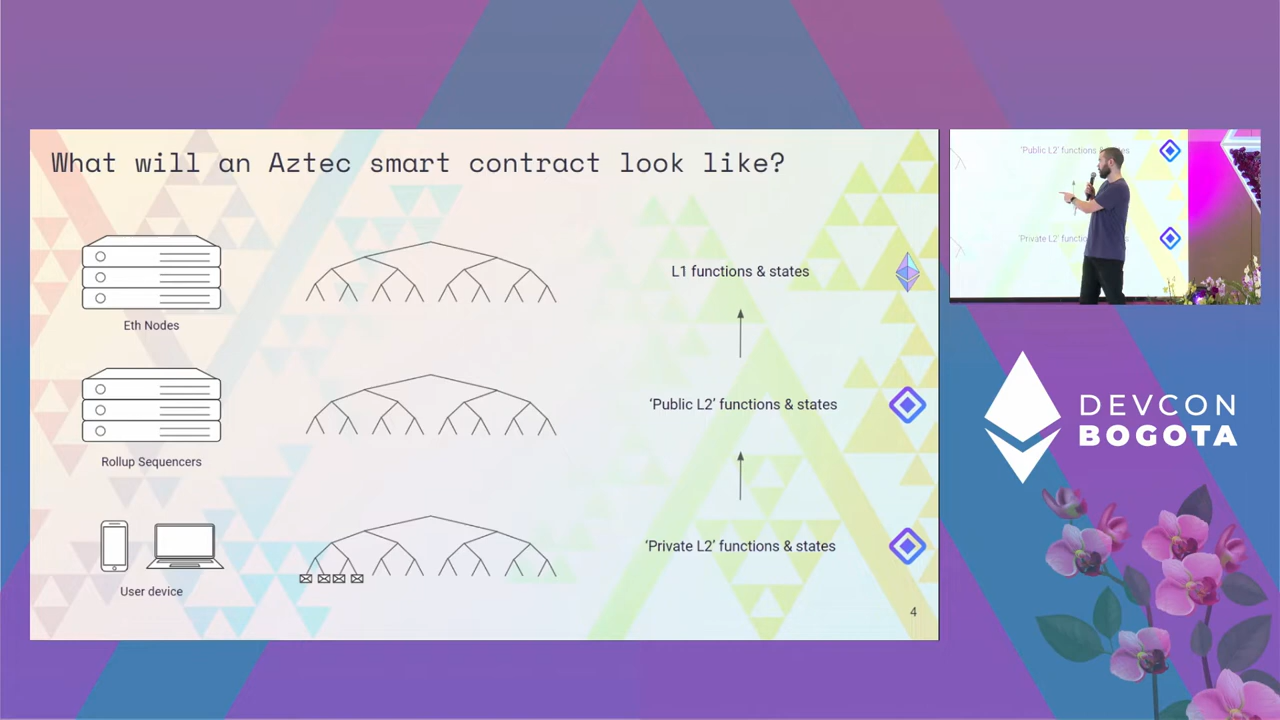 What will an Aztec smart contract look like?
Eth Nodes
L1 functions & states
Rollup Sequencers
‘Public L2’ functions & states
User device
‘Private L2’ functions & states
4
‘Public L2’ functions & states
‘Private L2’ functio
DEVCON
BOGOTA